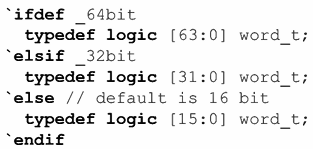 `ifdef _64bit
  typedef logic [63:0] word_t;
`elsif _32bit
  typedef logic [31:0] word_t;
`else // default is 16 bit
  typedef logic [15:0] word_t;
`endif